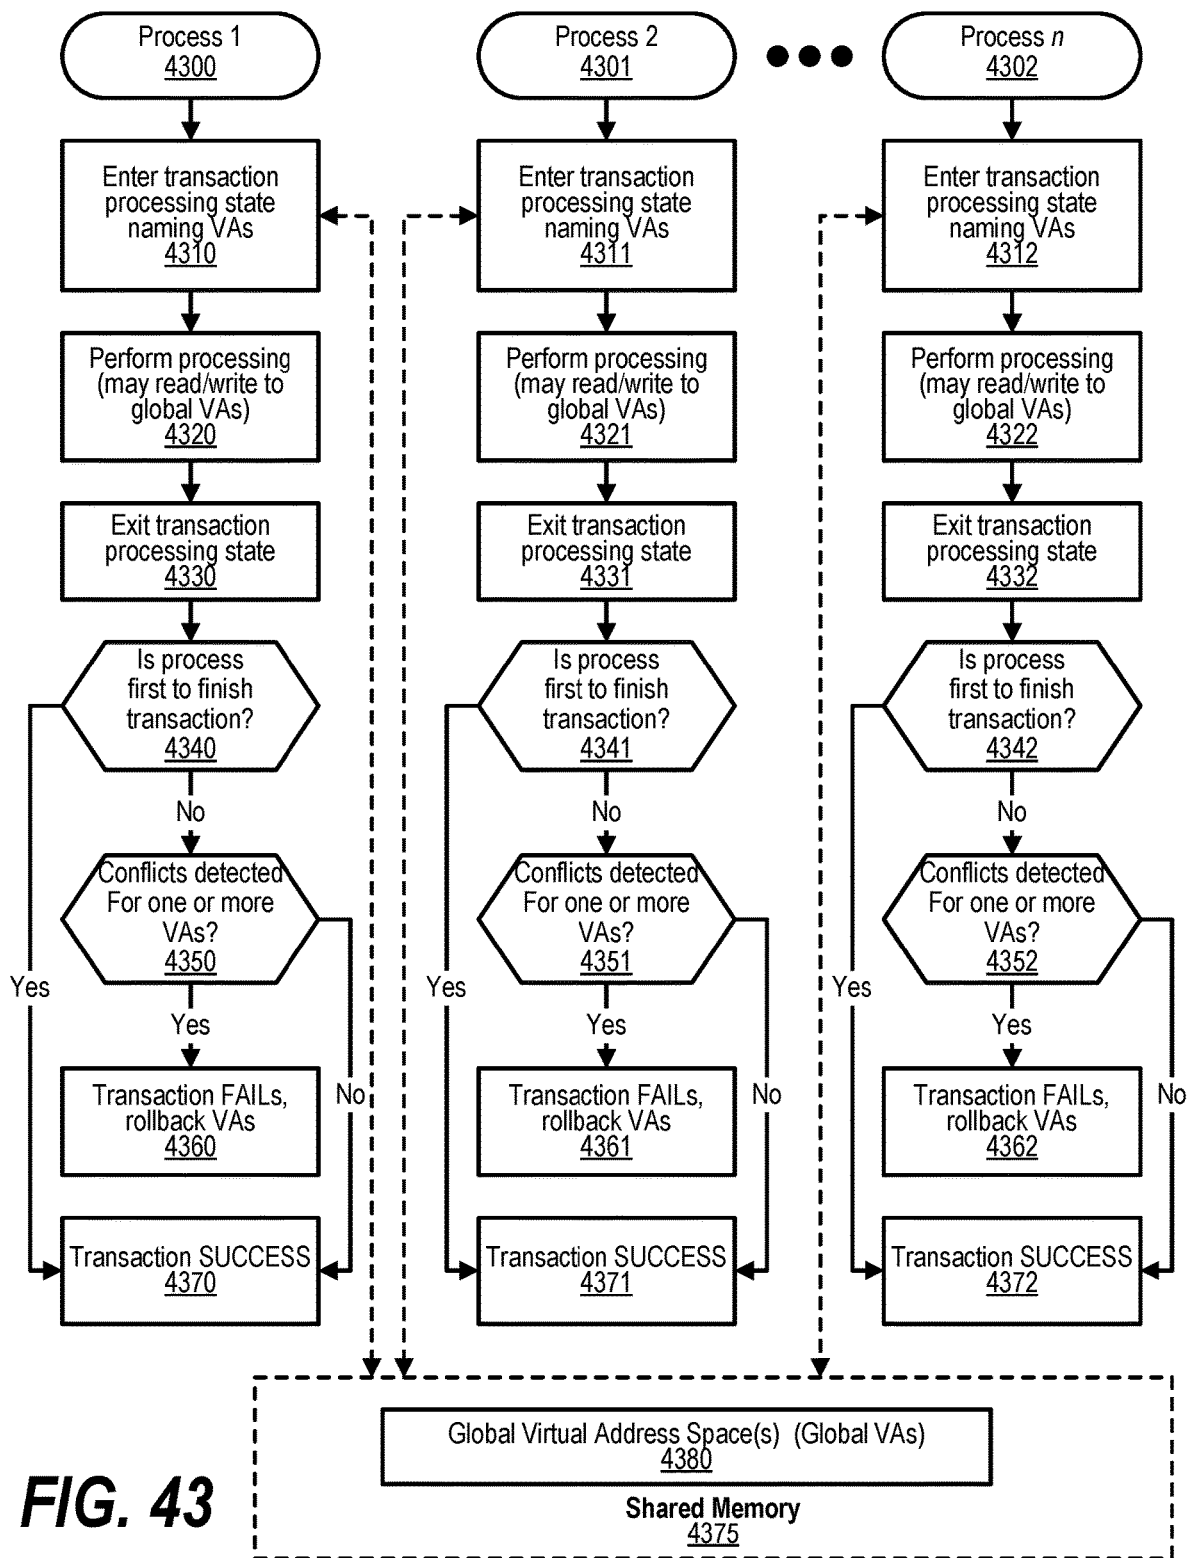 Process 1
4300
Enter transaction
processing state
naming VAs
4310
Perform processing
(may read/write to
global VAs)
4320
Exit transaction
processing state
4330
Is process
first to finish
transaction?
4340
No
Conflicts detected
For one or more
VAs?
4350
Yes
Yes
No
Transaction FAILs,
rollback VAs
4360
Transaction SUCCESS
4370
Process 2
4301
Enter transaction
processing state
naming VAs
4311
Perform processing
(may read/write to
global VAs)
4321
Exit transaction
processing state
4331
Is process
first to finish
transaction?
4341
No
Conflicts detected
For one or more
VAs?
4351
Yes
Yes
No
Transaction FAILs,
rollback VAs
4361
Transaction SUCCESS
4371
Process n
4302
Enter transaction
processing state
naming VAs
4312
Perform processing
(may read/write to
global VAs)
4322
Exit transaction
processing state
4332
Is process
first to finish
transaction?
4342
No
Conflicts detected
For one or more
VAs?
4352
Yes
Yes
No
Transaction FAILs,
rollback VAs
4362
Transaction SUCCESS
4372
Global Virtual Address Space(s) (Global VAs)
4380
Shared Memory
4375
FIG. 43